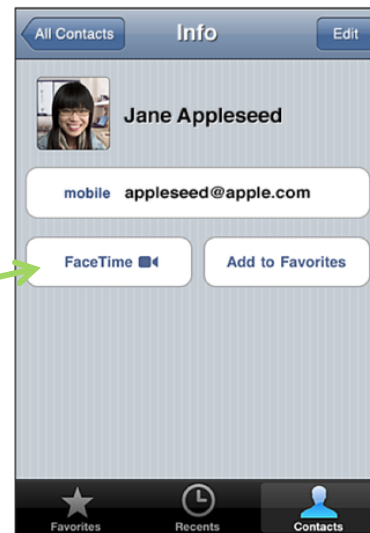 All Contacts Info Edit
Jane Appleseed
mobile appleseed@apple.com
FaceTime Add to Favorites
Favorites Recents Contacts